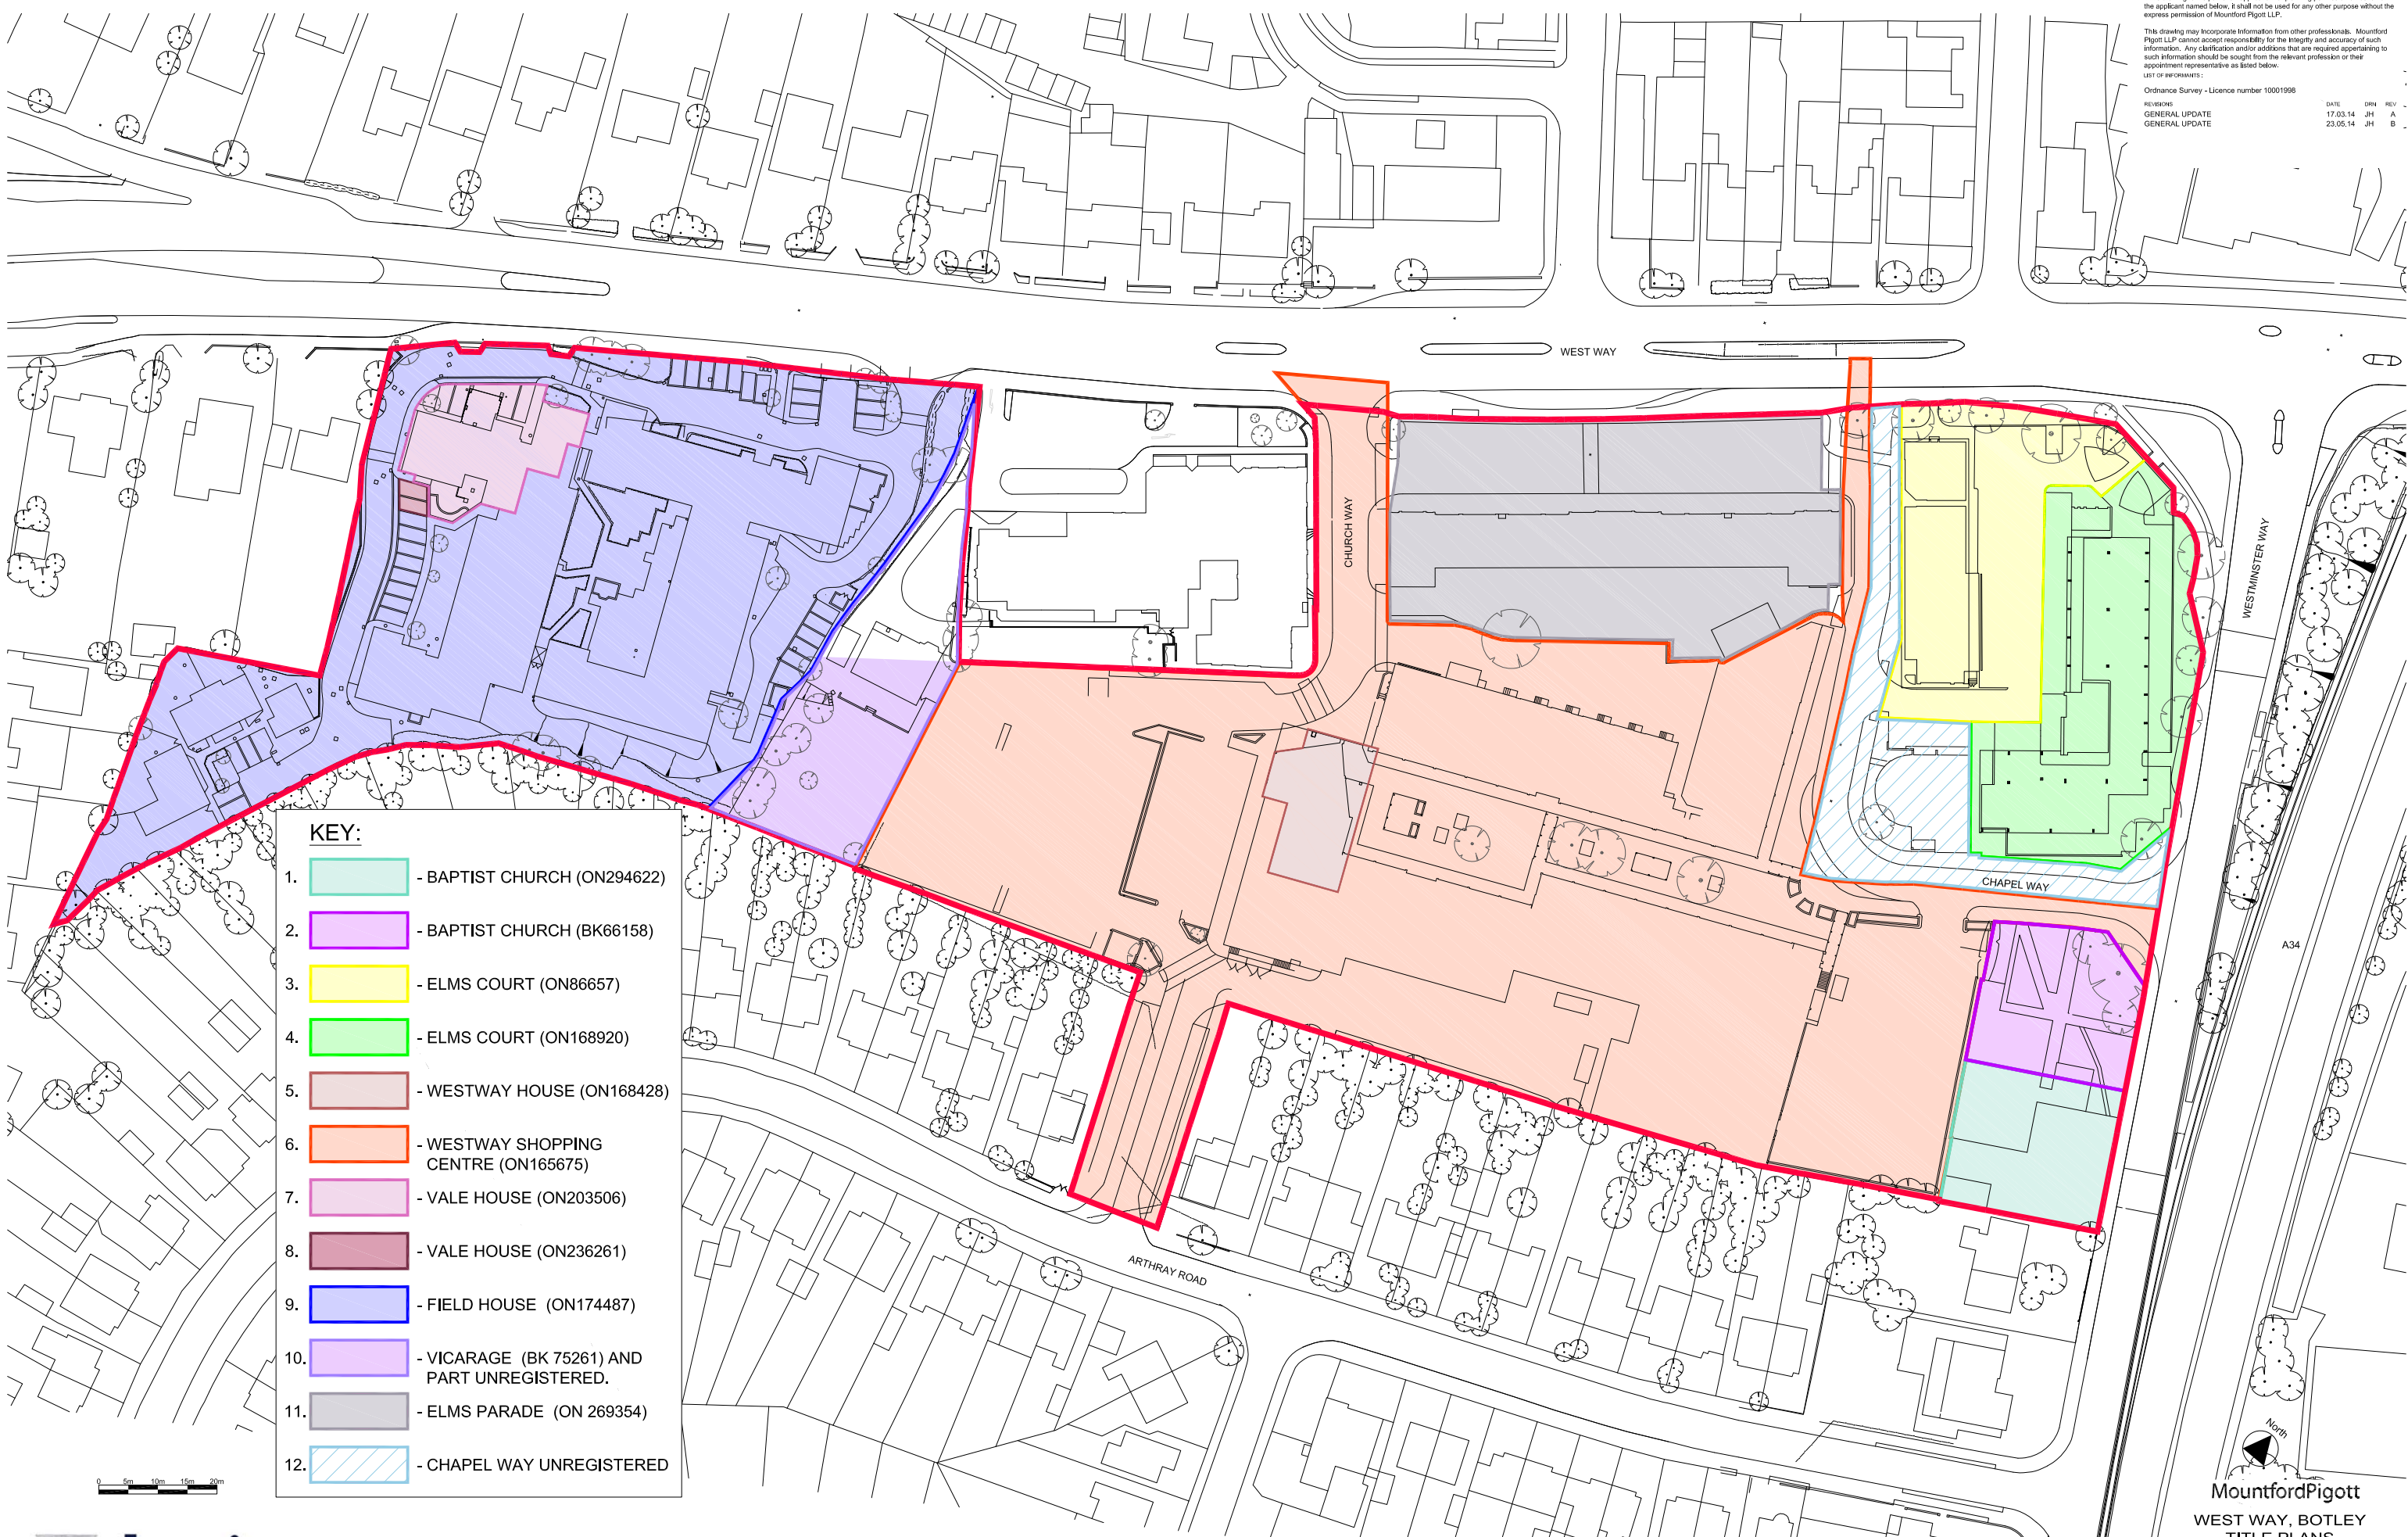 the applicant named below, it shall not be used for any other purpose without the
express permission of Mountford Pigott LLP.
This drawing may incorporate information from other professionals. Mountford
Pigott LLP cannot accept responsibility for the integrity and accuracy of such
information. Any clarification and/or additions that are required appertaining to
such information should be sought from the relevant profession or their
appointment representative as listed below.
LIST OF INFORMANTS:
Ordnance Survey - Licence number 10001998
REVISIONS DATE DRN REV
GENERAL UPDATE 17.03.14 JH A
GENERAL UPDATE 23.05.14 JH B
WEST WAY
CHURCH WAY
WESTMINSTER WAY
CHAPEL WAY
A34
ARTHRAY ROAD
KEY:
1. - BAPTIST CHURCH (ON294622)
2. - BAPTIST CHURCH (BK66158)
3. - ELMS COURT (ON86657)
4. - ELMS COURT (ON168920)
5. - WESTWAY HOUSE (ON168428)
6. - WESTWAY SHOPPING
CENTRE (ON165675)
7. - VALE HOUSE (ON203506)
8. - VALE HOUSE (ON236261)
9. - FIELD HOUSE (ON174487)
10. - VICARAGE (BK 75261) AND
PART UNREGISTERED.
11. - ELMS PARADE (ON 269354)
12. - CHAPEL WAY UNREGISTERED
0 5m 10m 15m 20m
North
MountfordPigott
WEST WAY, BOTLEY
TITLE PLANS